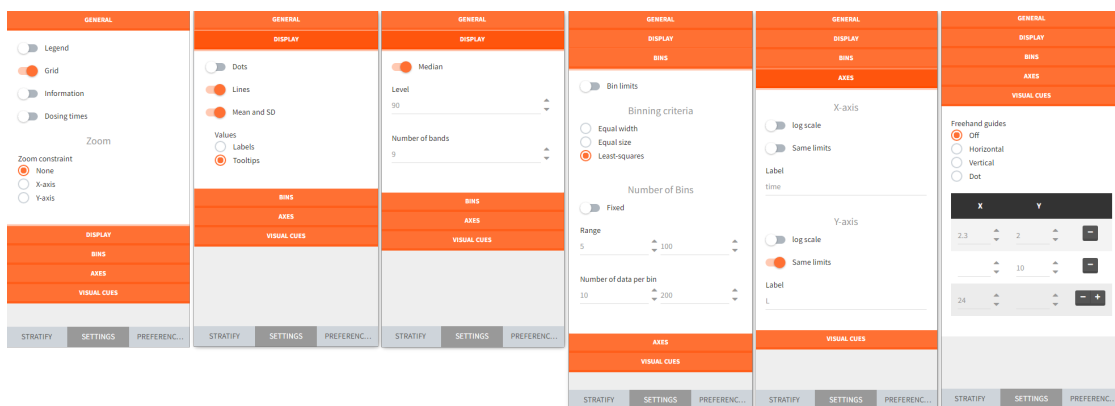 GENERAL
Legend
Grid
Information
Dosing times
Zoom
Zoom constraint
None
X-axis
Y-axis
DISPLAY
BINS
AXES
VISUAL CUES
STRATIFY SETTINGS PREFERENC...
GENERAL
DISPLAY
Dots
Lines
Mean and SD
Values
Labels
Tooltips
BINS
AXES
VISUAL CUES
STRATIFY SETTINGS PREFERENC...
GENERAL
DISPLAY
Median
Level
90
Number of bands
9
BINS
AXES
VISUAL CUES
STRATIFY SETTINGS PREFERENC...
GENERAL
DISPLAY
BINS
Bin limits
Binning criteria
Equal width
Equal size
Least-squares
Number of Bins
Fixed
Range
5 100
Number of data per bin
10 200
AXES
VISUAL CUES
STRATIFY SETTINGS PREFERENC...
GENERAL
DISPLAY
BINS
AXES
X-axis
log scale
Same limits
Label
time
Y-axis
log scale
Same limits
Label
L
VISUAL CUES
STRATIFY SETTINGS PREFERENC...
GENERAL
DISPLAY
BINS
AXES
VISUAL CUES
Freehand guides
Off
Horizontal
Vertical
Dot
X Y
2.3 2 −
10 −
24 − +
STRATIFY SETTINGS PREFERENC...